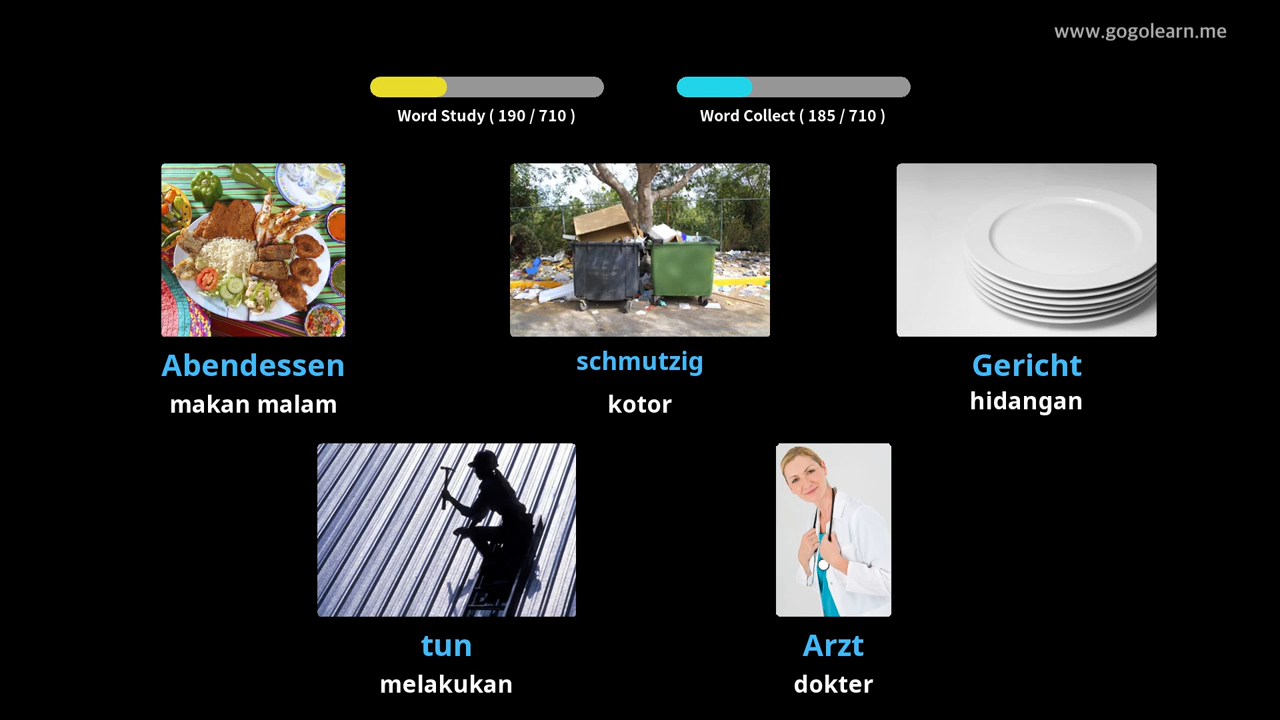 www.gogolearn.me
Word Study ( 190 / 710 )
Word Collect ( 185 / 710 )
Abendessen
makan malam
schmutzig
kotor
Gericht
hidangan
tun
melakukan
Arzt
dokter